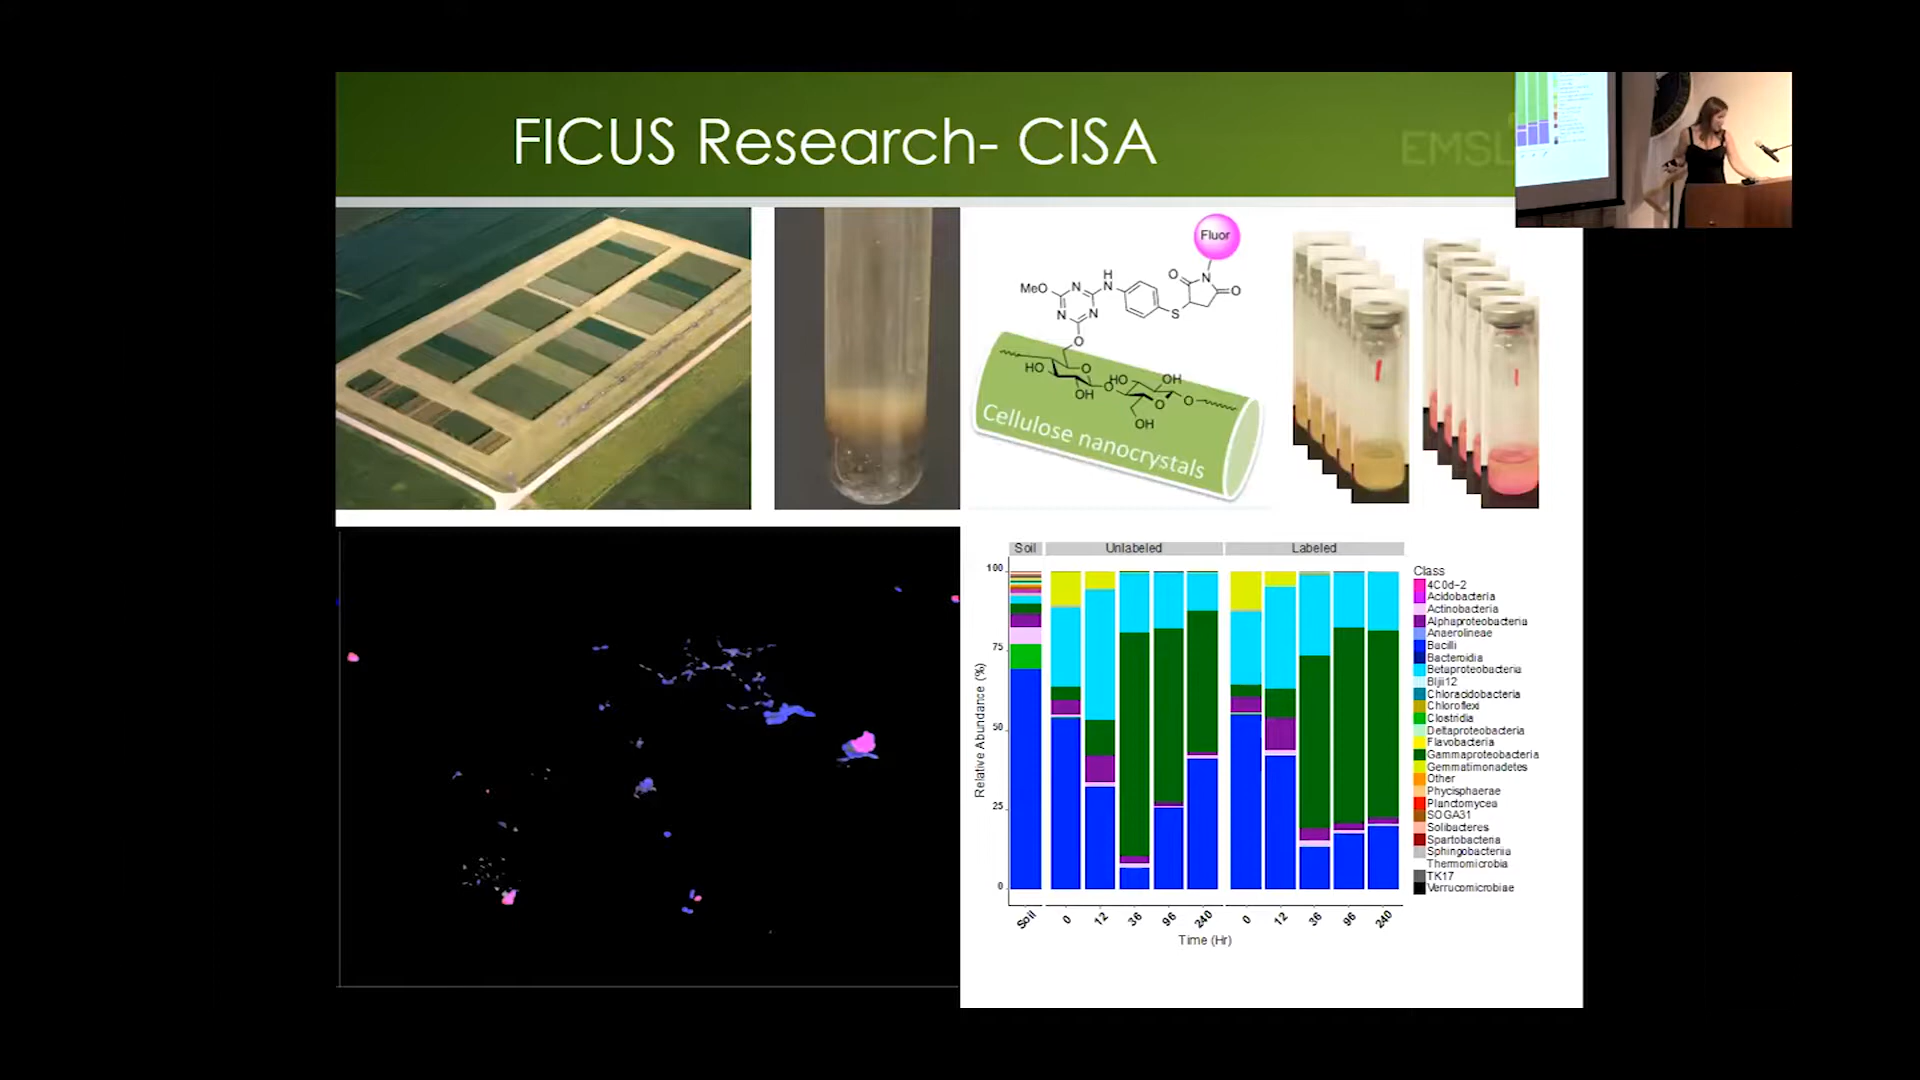 FICUS Research- CISA
EMSL
Fluor
MeO
N
N
N
H
N
S
O
N
O
O
HO
O
OH
O
HO
OH
O
O
OH
Cellulose nanocrystals
Soil
Unlabeled
Labeled
Relative Abundance (%)
100
75
50
25
0
Soil
0
12
36
96
240
0
12
36
96
240
Time (Hr)
Class
4C0d-2
Acidobacteria
Actinobacteria
Alphaproteobacteria
Anaerolineae
Bacilli
Bacteroidia
Betaproteobacteria
BIjii12
Chloracidobacteria
Chloroflexi
Clostridia
Deltaproteobacteria
Flavobacteria
Gammaproteobacteria
Gemmatimonadetes
Other
Phycisphaerae
Planctomycea
SOGA31
Solibacteres
Spartobacteria
Sphingobacteriia
Thermomicrobia
TK17
Verrucomicrobiae